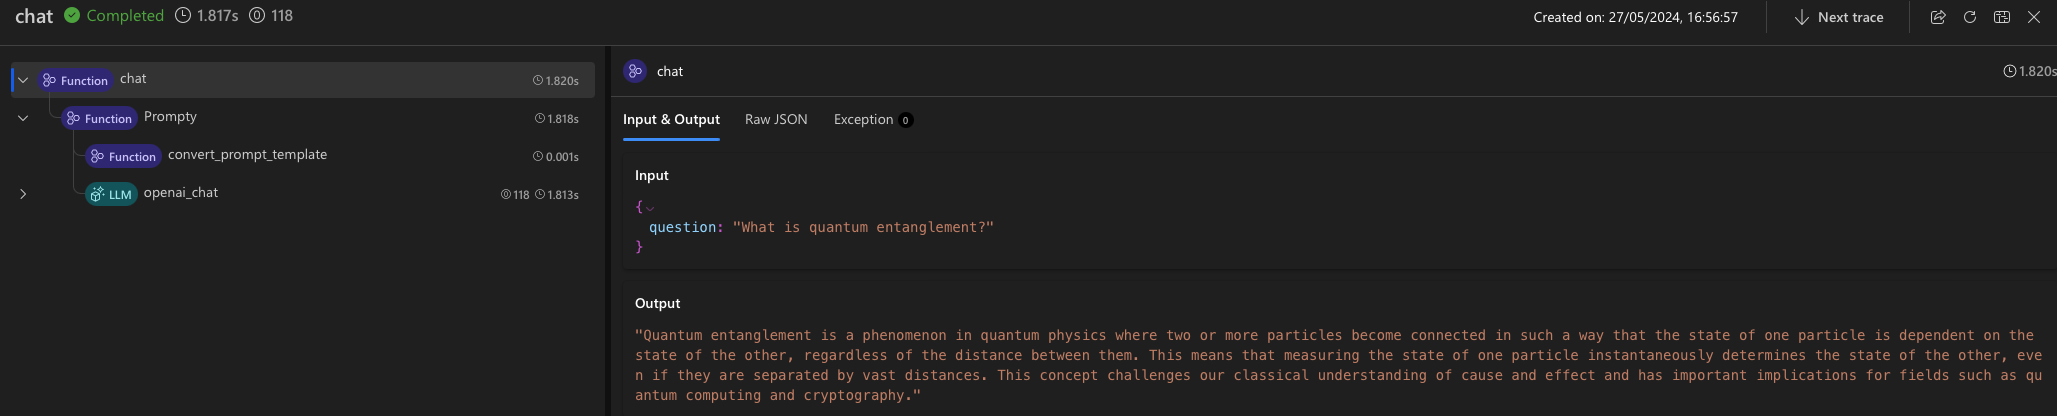 chat Completed 1.817s 118 Created on: 27/05/2024, 16:56:57 Next trace
Function chat 1.820s
Function Prompty 1.818s
Function convert_prompt_template 0.001s
LLM openai_chat 118 1.813s
chat 1.820s
Input & Output Raw JSON Exception 0
Input
{
question: "What is quantum entanglement?"
}
Output
"Quantum entanglement is a phenomenon in quantum physics where two or more particles become connected in such a way that the state of one particle is dependent on the
state of the other, regardless of the distance between them. This means that measuring the state of one particle instantaneously determines the state of the other, eve
n if they are separated by vast distances. This concept challenges our classical understanding of cause and effect and has important implications for fields such as qu
antum computing and cryptography."